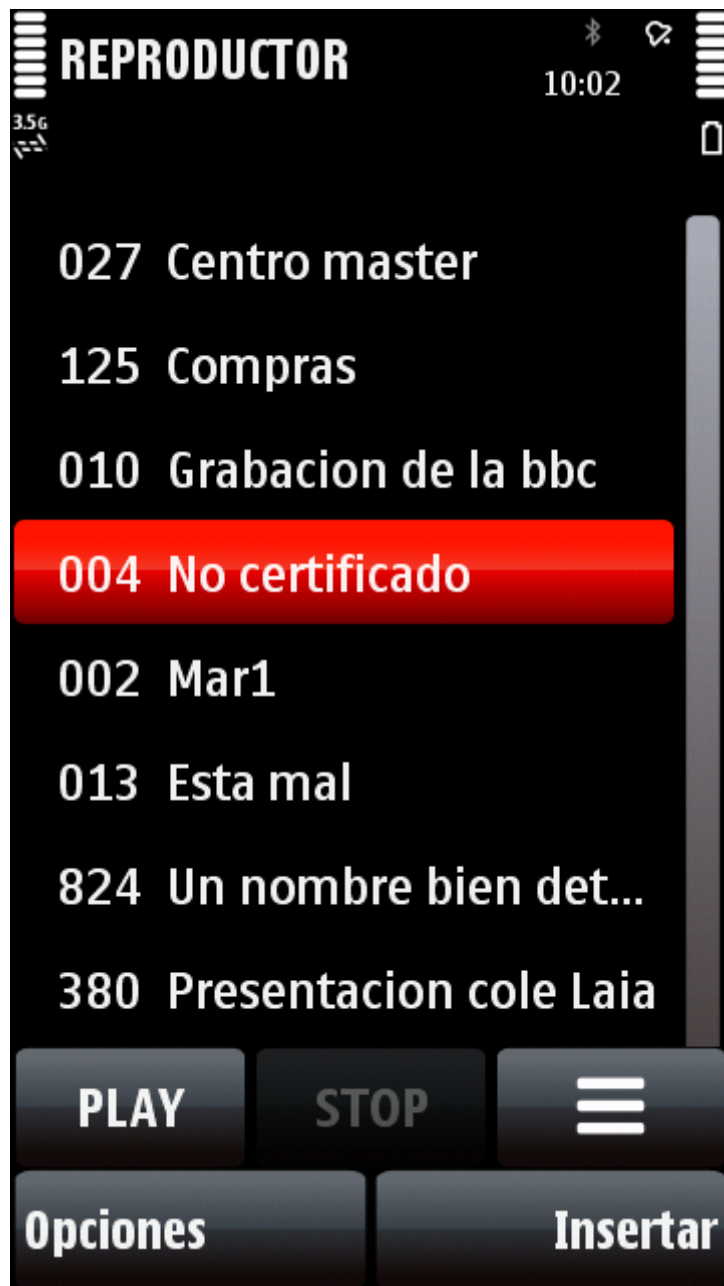 REPRODUCTOR
10:02
3.5G
027 Centro master
125 Compras
010 Grabacion de la bbc
004 No certificado
002 Mar1
013 Esta mal
824 Un nombre bien det...
380 Presentacion cole Laia
PLAY STOP
Opciones Insertar